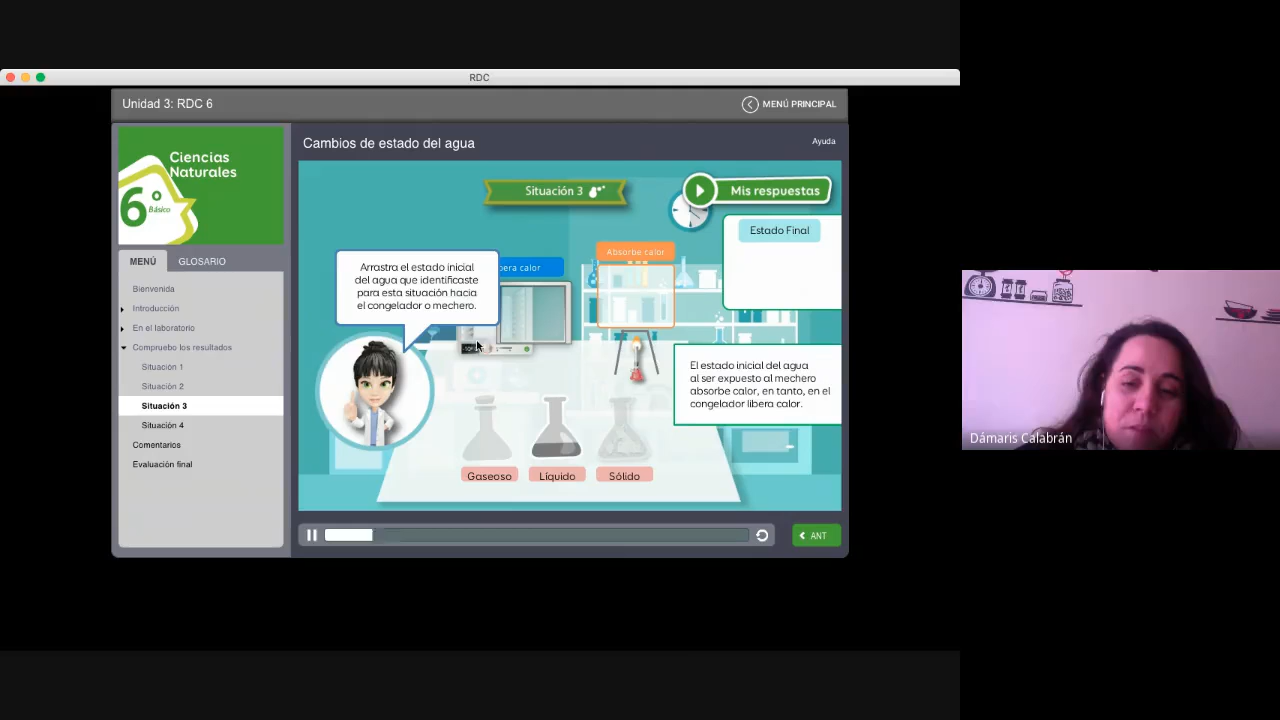 RDC
Unidad 3: RDC 6
MENÚ PRINCIPAL
Ciencias
Naturales
6º
Básico
MENÚ
GLOSARIO
Bienvenida
Introducción
En el laboratorio
Compruebo los resultados
Situación 1
Situación 2
Situación 3
Situación 4
Comentarios
Evaluación final
Cambios de estado del agua
Ayuda
Situación 3
Mis respuestas
Estado Final
Absorbe calor
bera calor
Arrastra el estado inicial
del agua que identificaste
para esta situación hacia
el congelador o mechero.
El estado inicial del agua
al ser expuesto al mechero
absorbe calor, en tanto, en el
congelador libera calor.
Gaseoso
Líquido
Sólido
ANT
Dámaris Calabrán